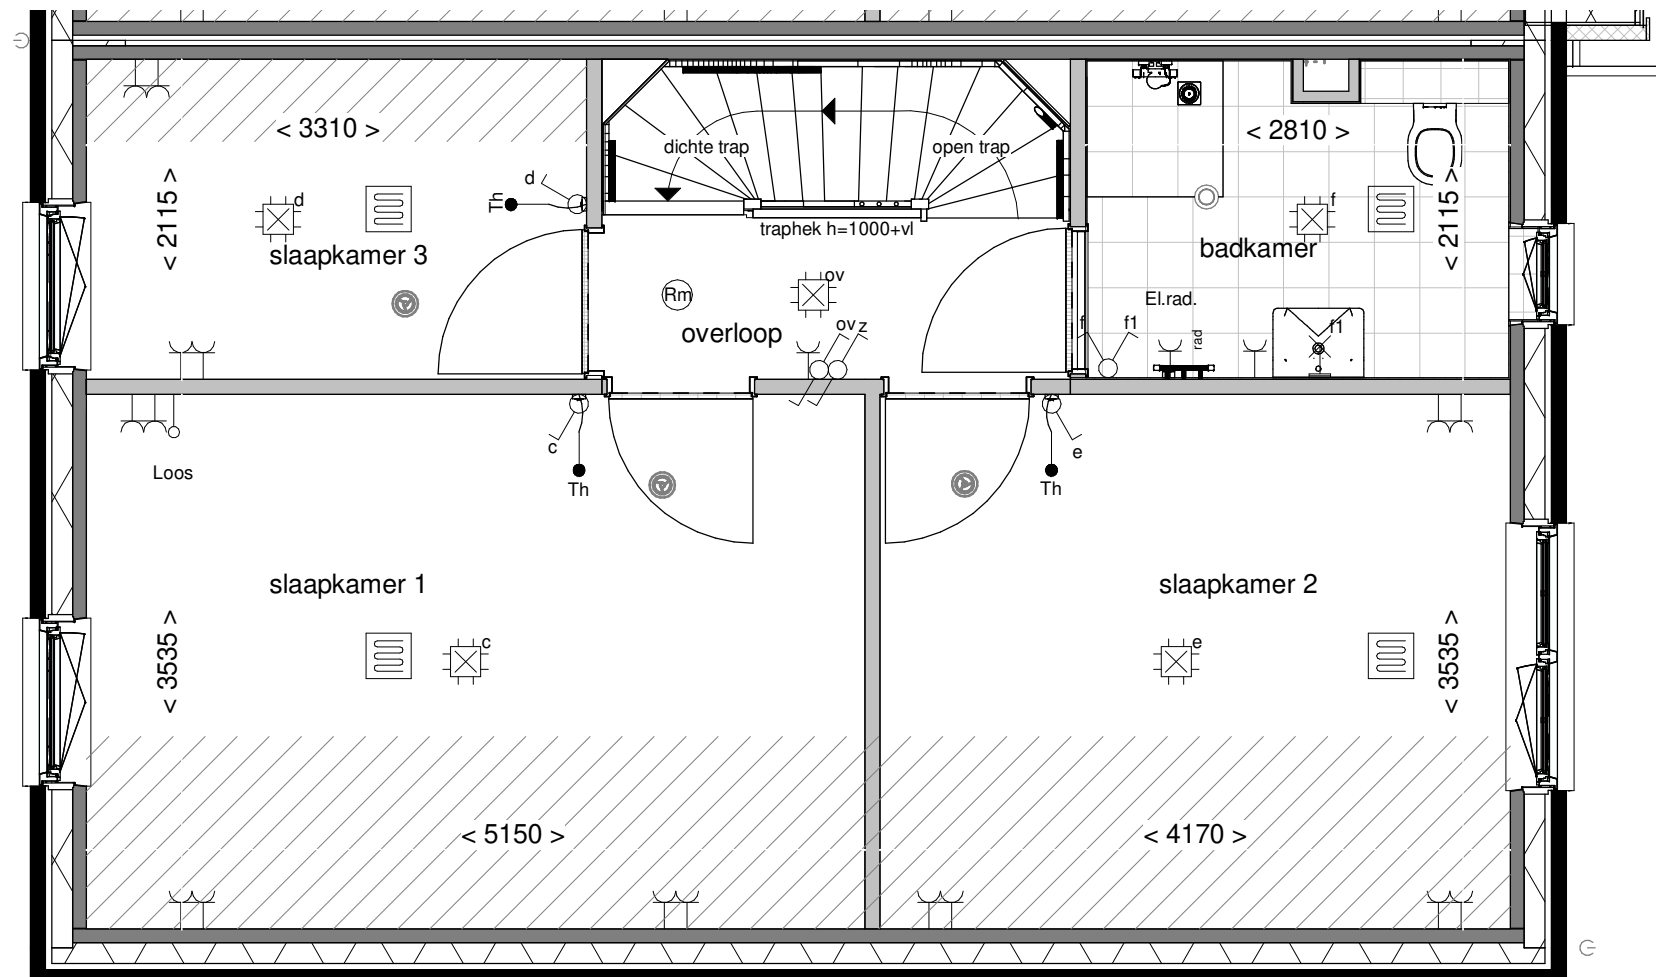 < 3310 >
< 2810 >
dichte trap
open trap
d
Th
d
f
< 2115 >
< 2115 >
traphek h=1000+vl
slaapkamer 3
badkamer
Rm
ov
El.rad.
overloop
ov z
f
f1
rad
f1
c
e
Loos
Th
Th
slaapkamer 1
slaapkamer 2
c
e
< 3535 >
< 3535 >
< 5150 >
< 4170 >